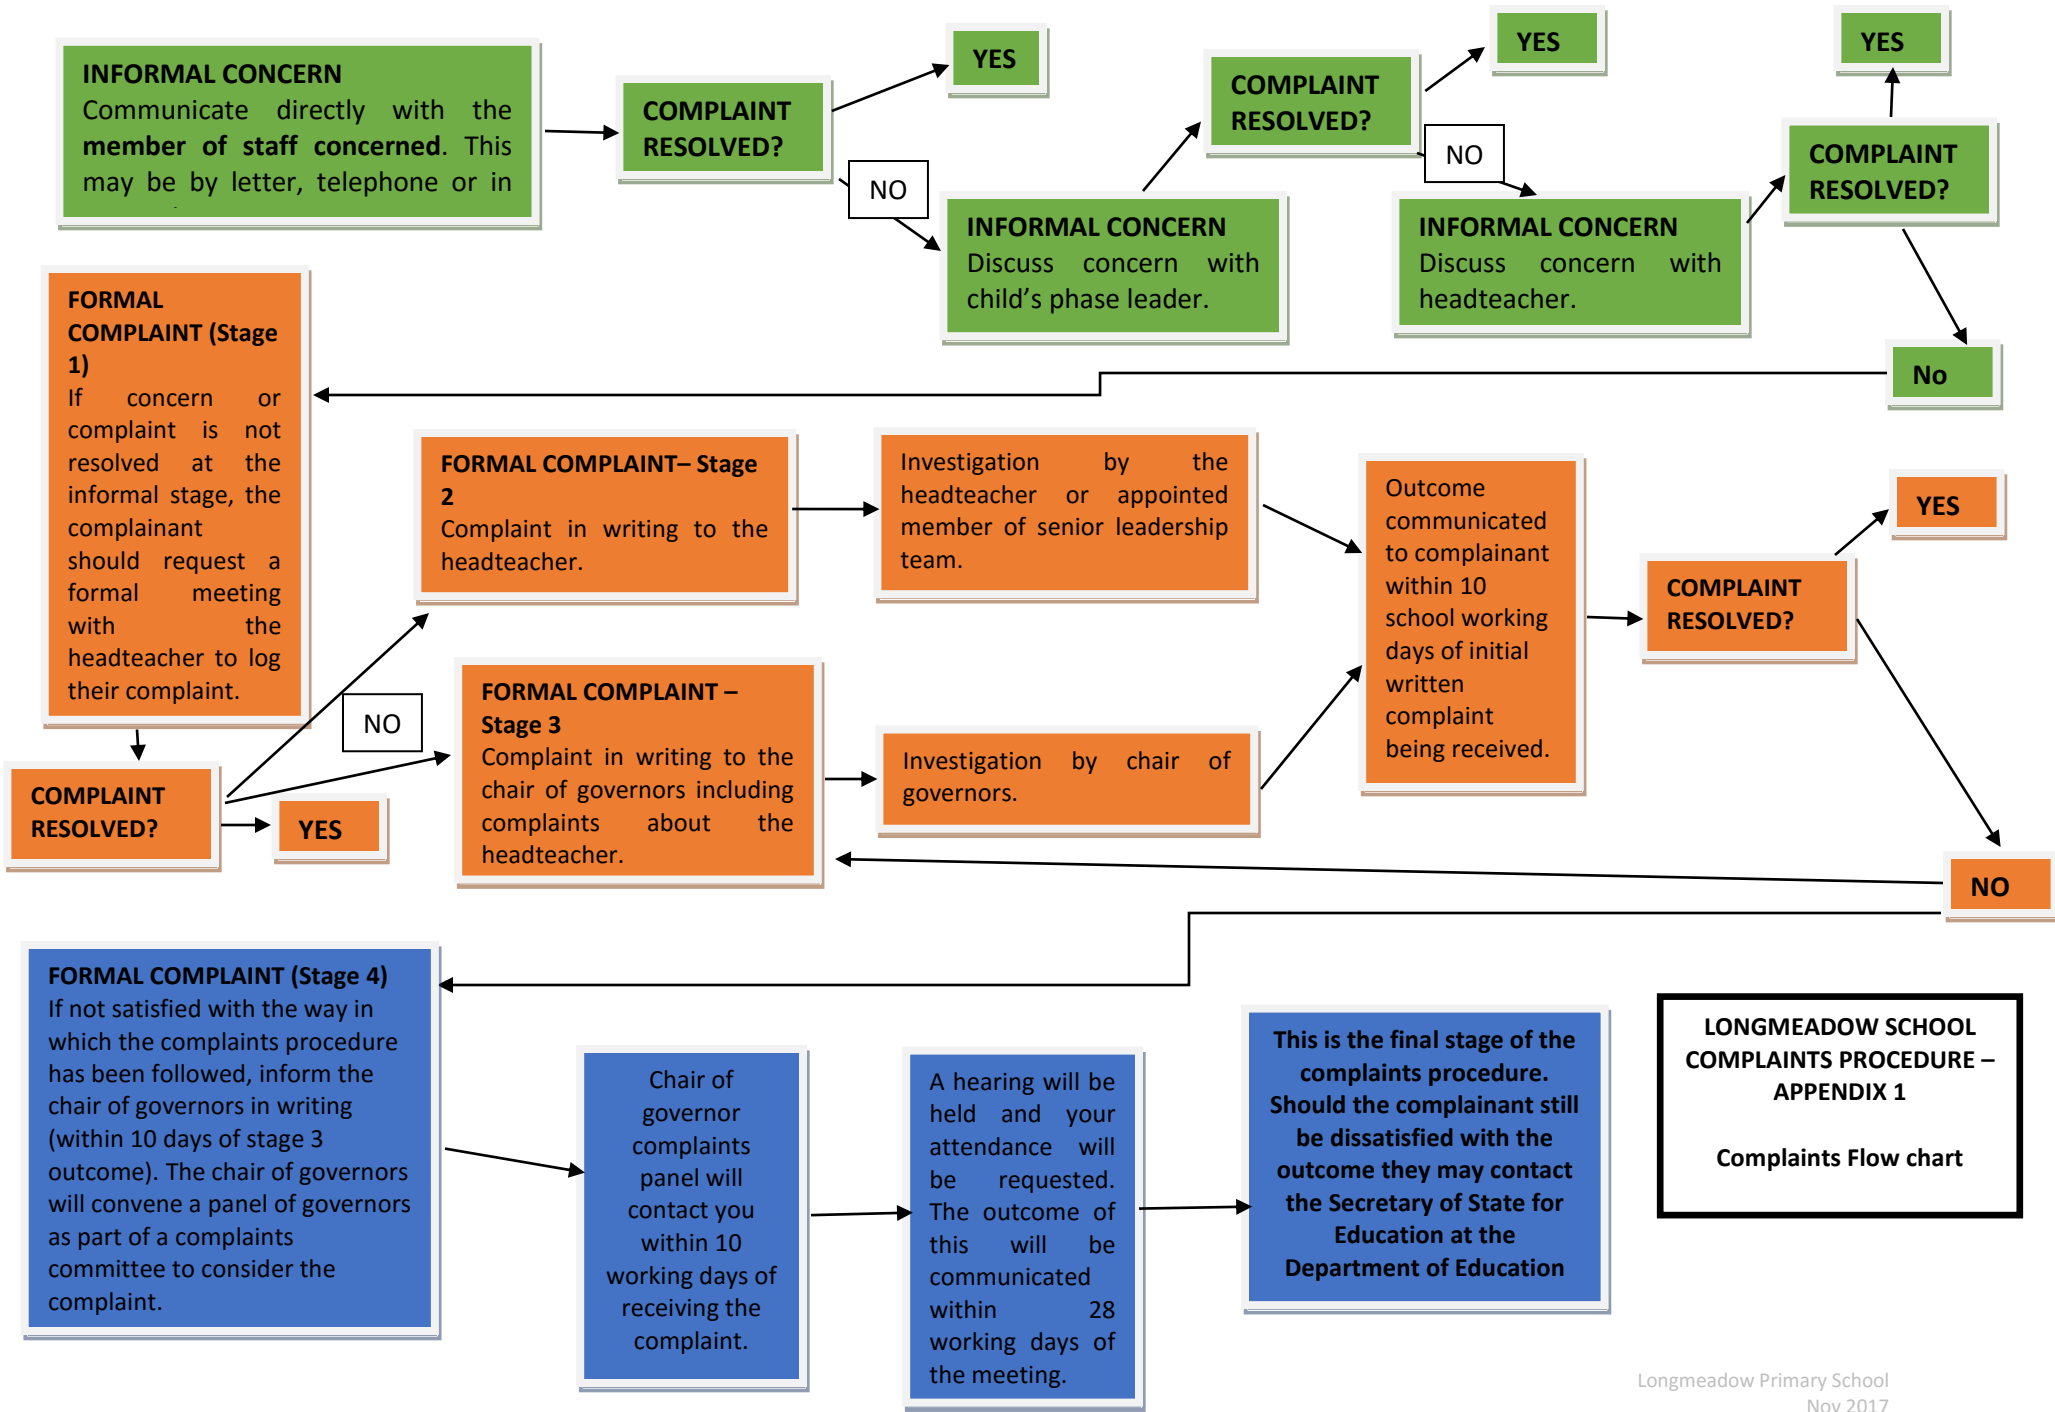 INFORMAL CONCERN
Communicate directly with the
member of staff concerned. This
may be by letter, telephone or in
COMPLAINT
RESOLVED?
YES
NO
INFORMAL CONCERN
Discuss concern with
child’s phase leader.
COMPLAINT
RESOLVED?
YES
NO
INFORMAL CONCERN
Discuss concern with
headteacher.
COMPLAINT
RESOLVED?
YES
No
FORMAL
COMPLAINT (Stage
1)
If concern or
complaint is not
resolved at the
informal stage, the
complainant
should request a
formal meeting
with the
headteacher to log
their complaint.
COMPLAINT
RESOLVED?
YES
NO
FORMAL COMPLAINT– Stage
2
Complaint in writing to the
headteacher.
Investigation by the
headteacher or appointed
member of senior leadership
team.
FORMAL COMPLAINT –
Stage 3
Complaint in writing to the
chair of governors including
complaints about the
headteacher.
Investigation by chair of
governors.
Outcome
communicated
to complainant
within 10
school working
days of initial
written
complaint
being received.
COMPLAINT
RESOLVED?
YES
NO
FORMAL COMPLAINT (Stage 4)
If not satisfied with the way in
which the complaints procedure
has been followed, inform the
chair of governors in writing
(within 10 days of stage 3
outcome). The chair of governors
will convene a panel of governors
as part of a complaints
committee to consider the
complaint.
Chair of
governor
complaints
panel will
contact you
within 10
working days of
receiving the
complaint.
A hearing will be
held and your
attendance will
be requested.
The outcome of
this will be
communicated
within 28
working days of
the meeting.
This is the final stage of the
complaints procedure.
Should the complainant still
be dissatisfied with the
outcome they may contact
the Secretary of State for
Education at the
Department of Education
LONGMEADOW SCHOOL
COMPLAINTS PROCEDURE –
APPENDIX 1
Complaints Flow chart
Longmeadow Primary School
Nov 2017